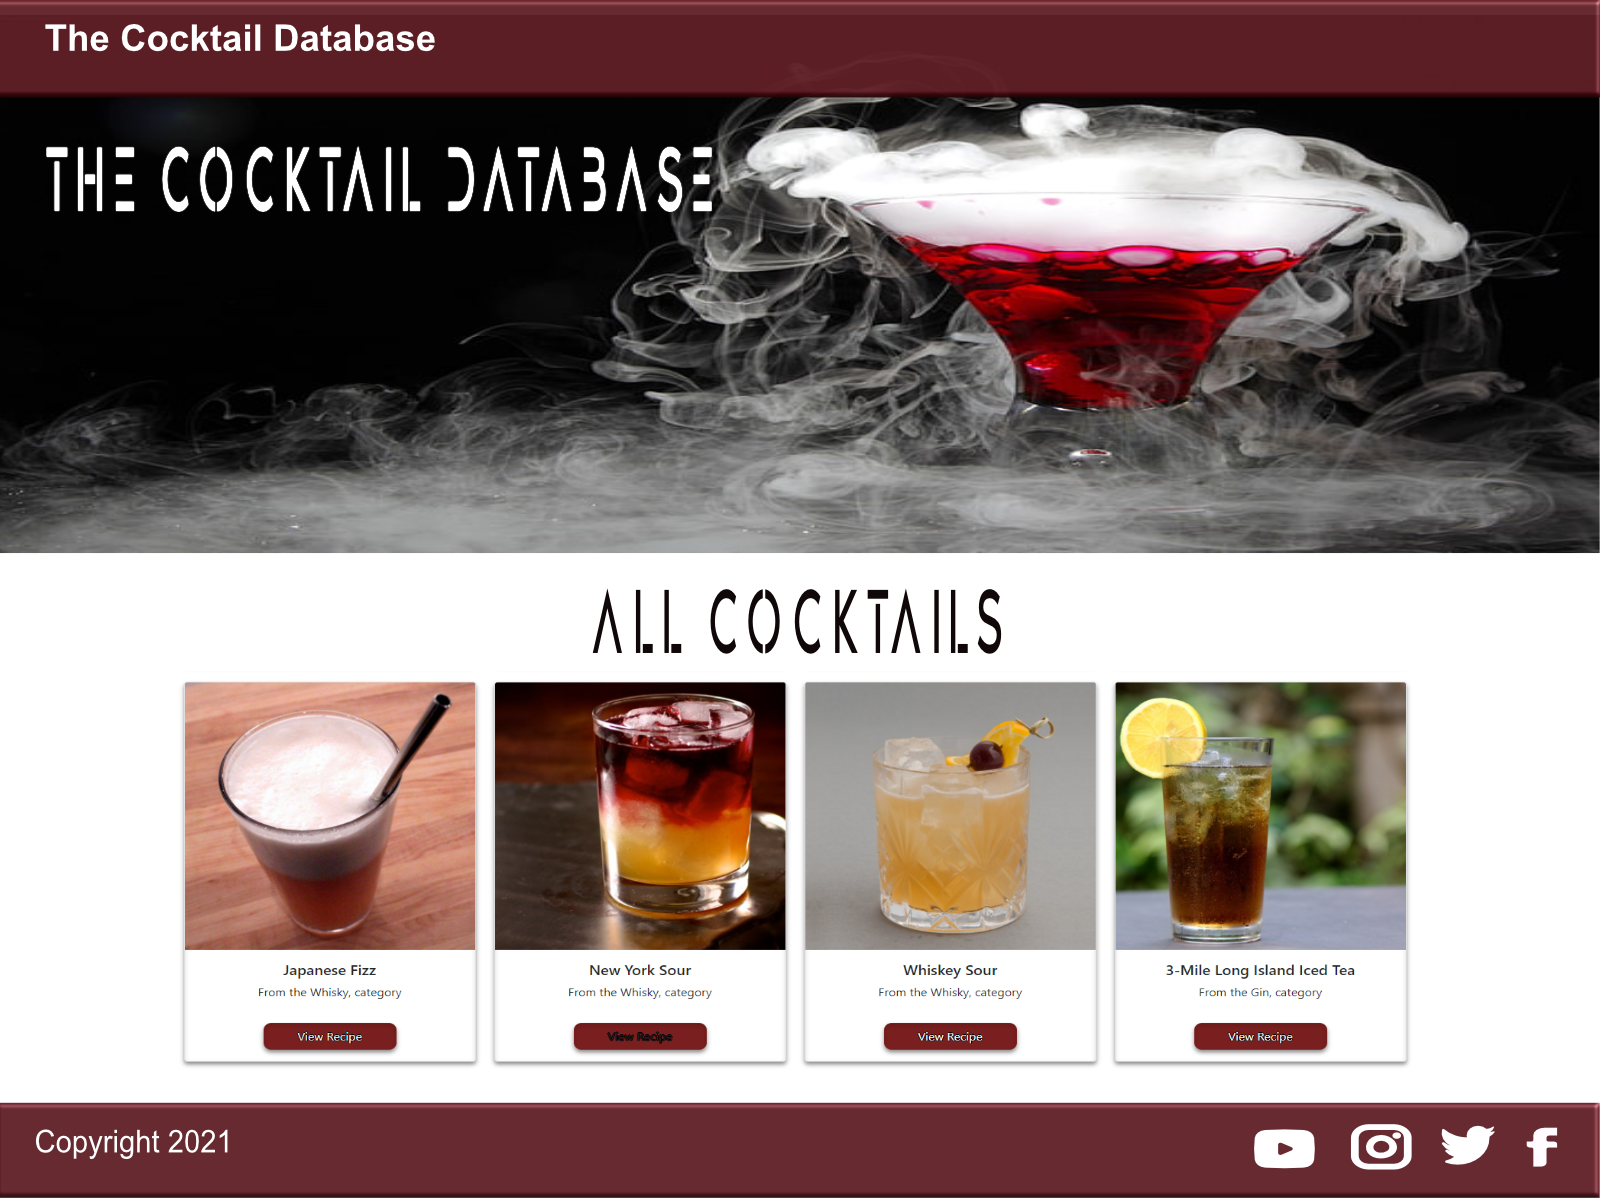 The Cocktail Database
THE COCKTAIL DATABASE
ALL COCKTAILS
Japanese Fizz
From the Whisky, category
View Recipe
New York Sour
From the Whisky, category
View Recipe
Whiskey Sour
From the Whisky, category
View Recipe
3-Mile Long Island Iced Tea
From the Gin, category
View Recipe
Copyright 2021